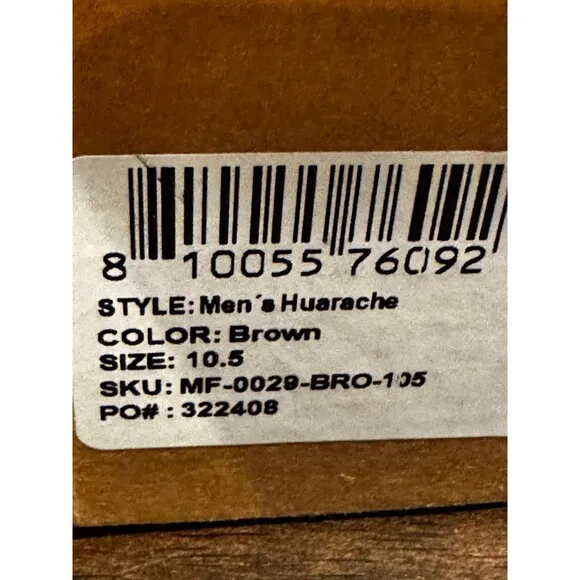 8 10055 76092
STYLE: Men´s Huarache
COLOR: Brown
SIZE: 10.5
SKU: MF-0029-BRO-105
PO# : 322408